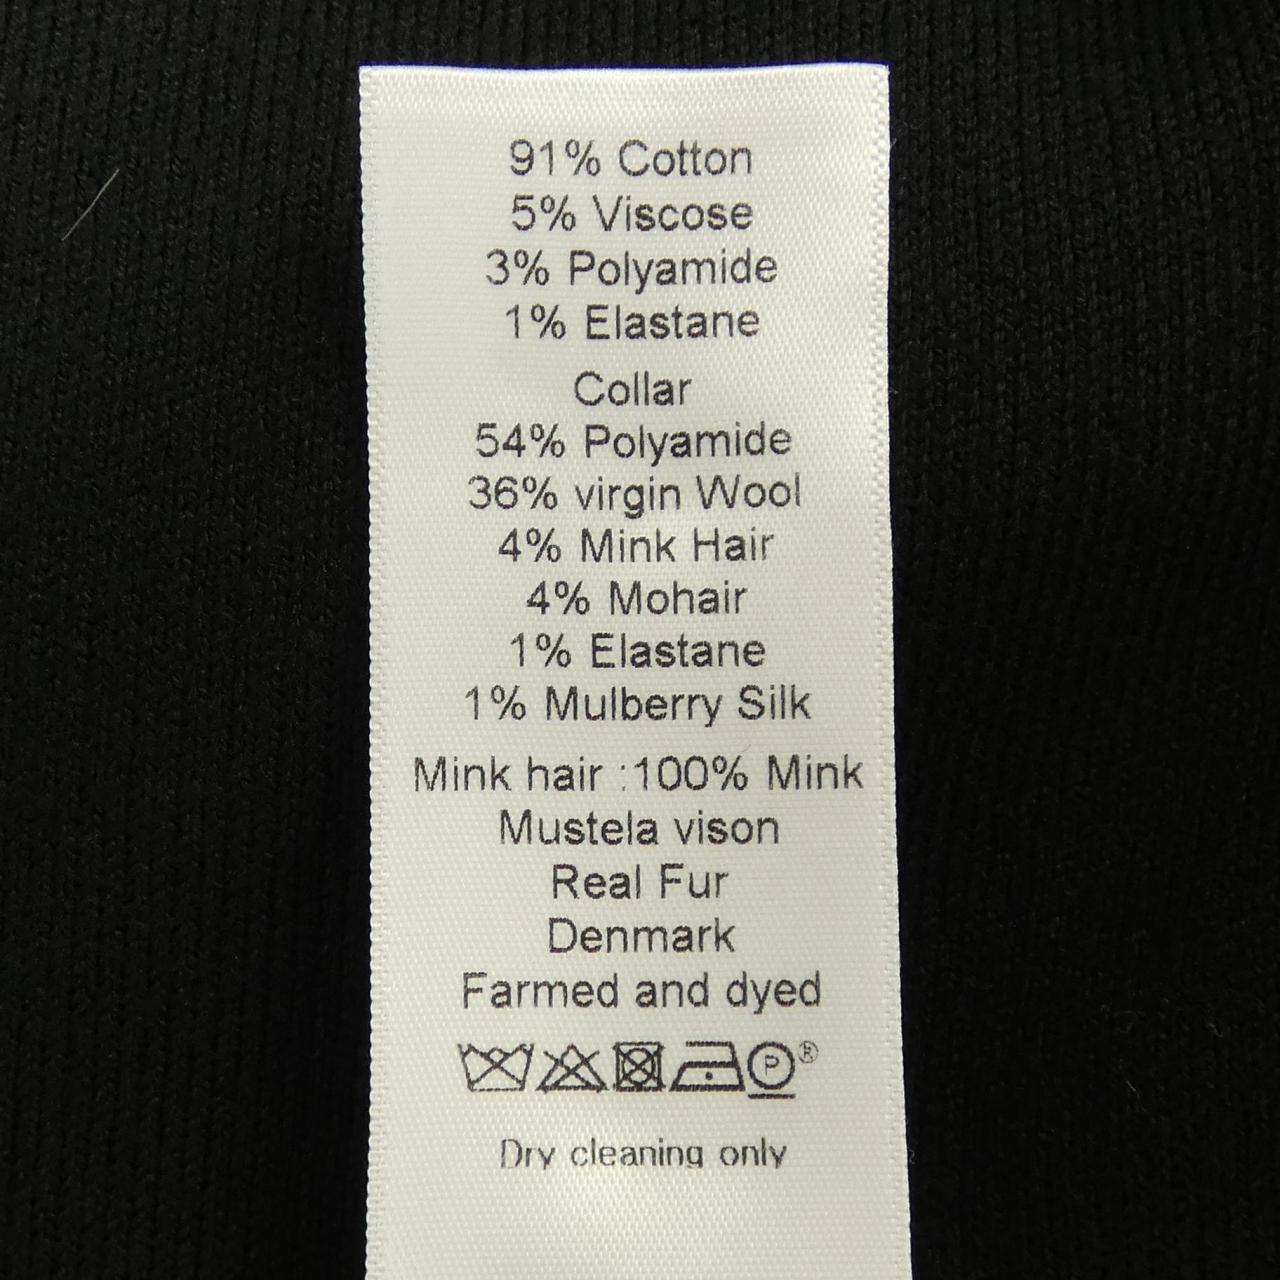 91% Cotton
5% Viscose
3% Polyamide
1% Elastane
Collar
54% Polyamide
36% virgin Wool
4% Mink Hair
4% Mohair
1% Elastane
1% Mulberry Silk
Mink hair :100% Mink
Mustela vison
Real Fur
Denmark
Farmed and dyed
P ®
Dry cleaning only